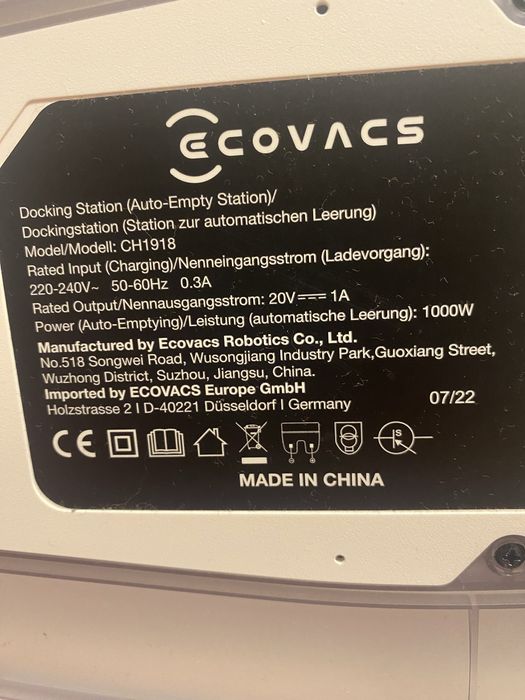 ECOVACS
Docking Station (Auto-Empty Station)/
Dockingstation (Station zur automatischen Leerung)
Model/Modell: CH1918
Rated Input (Charging)/Nenneingangsstrom (Ladevorgang):
220-240V~ 50-60Hz 0.3A
Rated Output/Nennausgangsstrom: 20V⎓1A
Power (Auto-Emptying)/Leistung (automatische Leerung): 1000W
Manufactured by Ecovacs Robotics Co., Ltd.
No.518 Songwei Road, Wusongjiang Industry Park,Guoxiang Street,
Wuzhong District, Suzhou, Jiangsu, China.
Imported by ECOVACS Europe GmbH
Holzstrasse 2 I D-40221 Düsseldorf I Germany 07/22
CE S
MADE IN CHINA